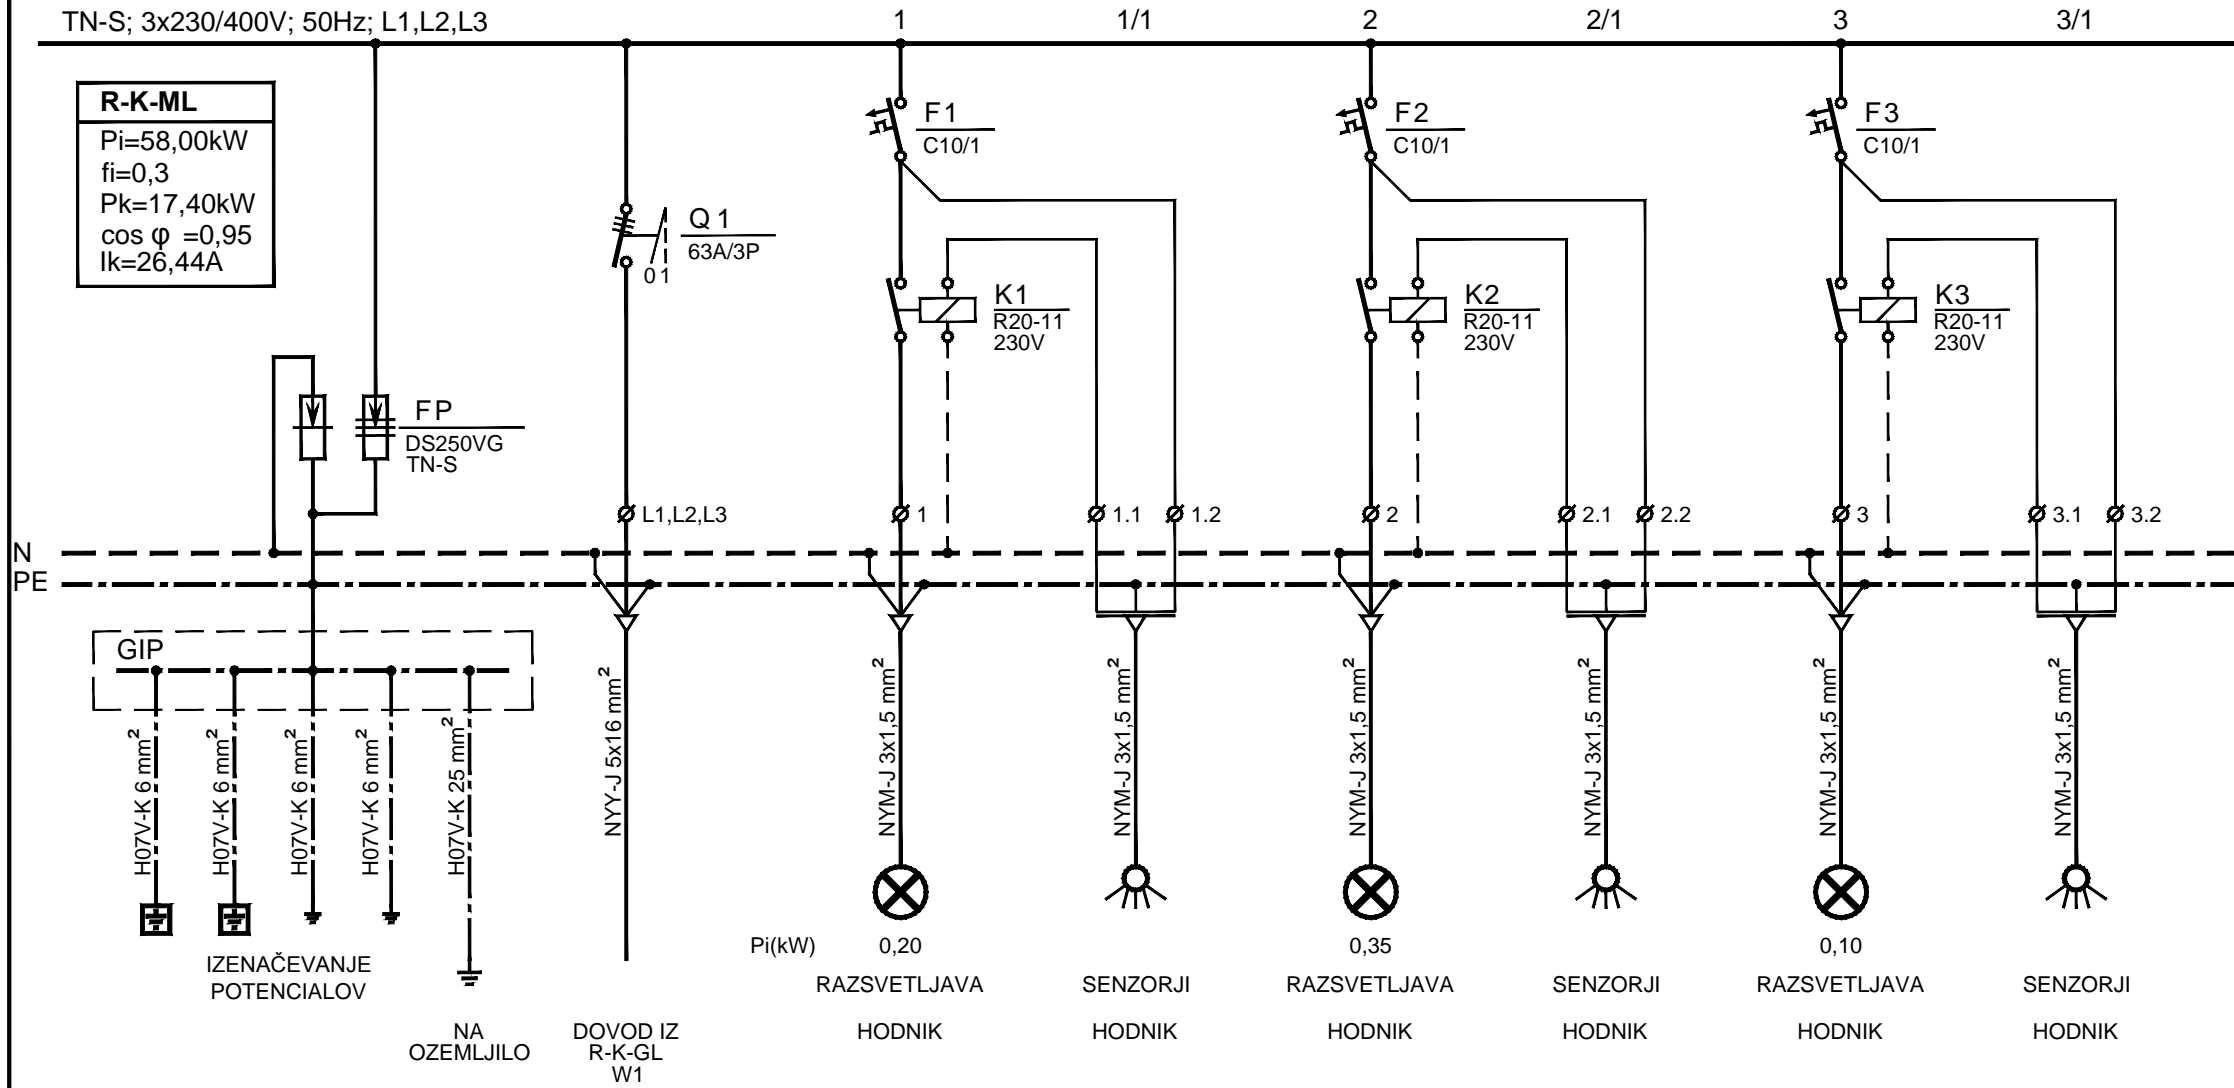 TN-S; 3x230/400V; 50Hz; L1,L2,L3
1
1/1
2
2/1
3
3/1
R-K-ML
Pi=58,00kW
fi=0,3
Pk=17,40kW
cos φ =0,95
Ik=26,44A
F1
C10/1
F2
C10/1
F3
C10/1
Q1
63A/3P
0 1
K1
R20-11
230V
K2
R20-11
230V
K3
R20-11
230V
FP
DS250VG
TN-S
L1,L2,L3
1
1.1
1.2
2
2.1
2.2
3
3.1
3.2
N
PE
GIP
H07V-K 6 mm²
H07V-K 6 mm²
H07V-K 6 mm²
H07V-K 6 mm²
H07V-K 25 mm²
NYY-J 5x16 mm²
NYM-J 3x1,5 mm²
NYM-J 3x1,5 mm²
NYM-J 3x1,5 mm²
NYM-J 3x1,5 mm²
NYM-J 3x1,5 mm²
NYM-J 3x1,5 mm²
Pi(kW)
0,20
0,35
0,10
IZENAČEVANJE
POTENCIALOV
NA
OZEMLJILO
DOVOD IZ
R-K-GL
W1
RAZSVETLJAVA
HODNIK
SENZORJI
HODNIK
RAZSVETLJAVA
HODNIK
SENZORJI
HODNIK
RAZSVETLJAVA
HODNIK
SENZORJI
HODNIK